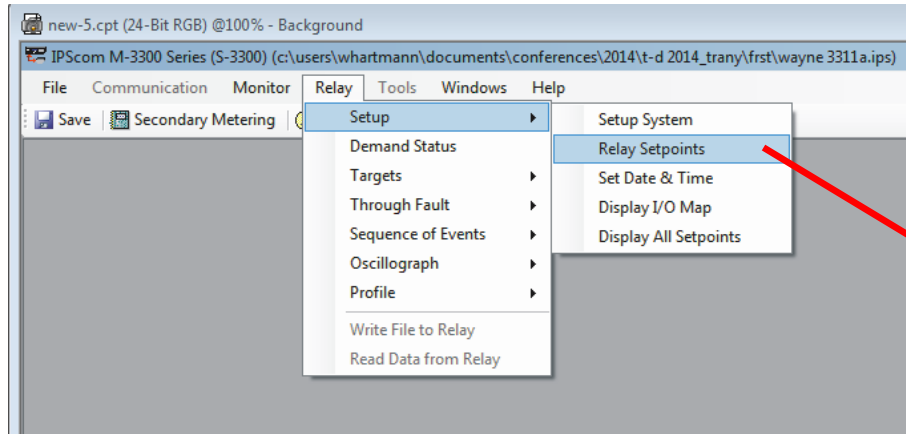 new-5.cpt (24-Bit RGB) @100% - Background
IPScom M-3300 Series (S-3300) (c:\users\whartmann\documents\conferences\2014\t-d 2014_trany\frst\wayne 3311a.ips)
File Communication Monitor Relay Tools Windows Help
Save Secondary Metering
Setup
Demand Status
Targets
Through Fault
Sequence of Events
Oscillograph
Profile
Write File to Relay
Read Data from Relay
Setup System
Relay Setpoints
Set Date & Time
Display I/O Map
Display All Setpoints